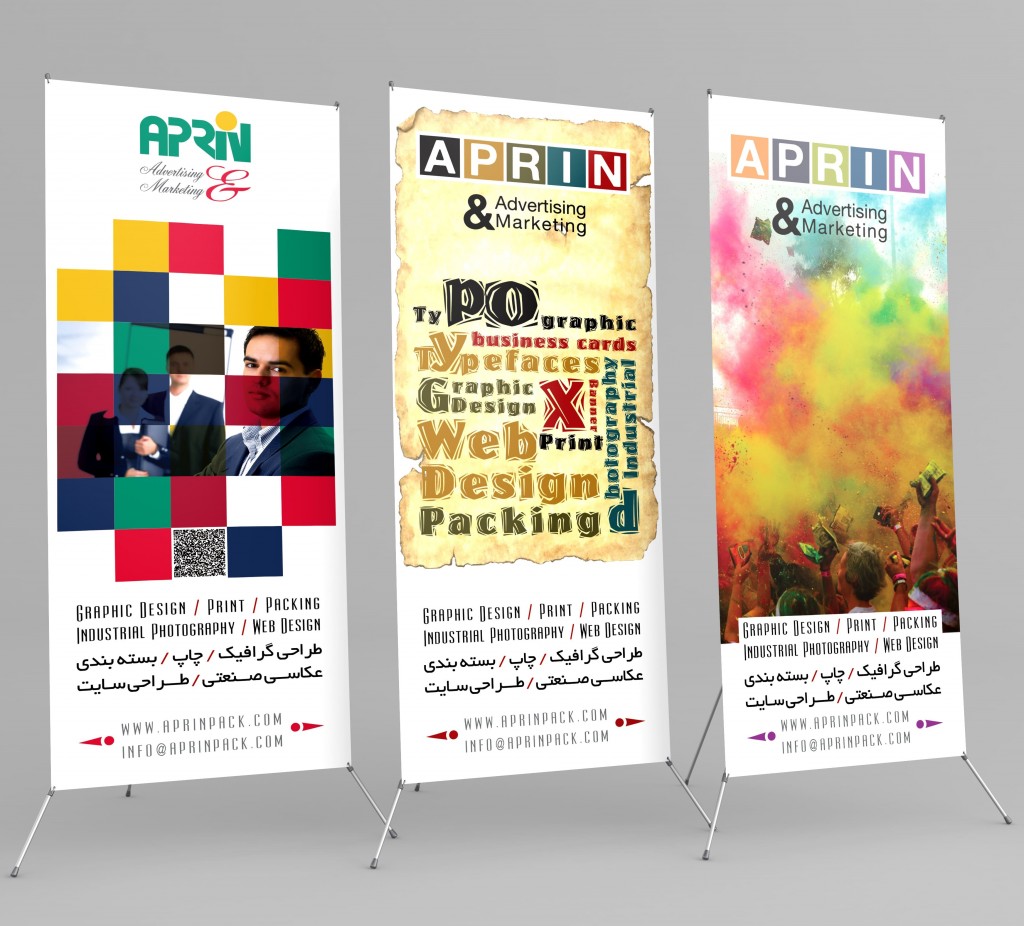 APRIN
Advertising &
Marketing
GRAPHIC DESIGN / PRINT / PACKING
INDUSTRIAL PHOTOGRAPHY / WEB DESIGN
طراحی گرافیک / چاپ / بسته بندی
عکاسی صنعتی / طراحی سایت
WWW.APRINPACK.COM
INFO@APRINPACK.COM
APRIN
& Advertising
Marketing
Typographic
business cards
Typefaces
Graphic
Design
X
Banner
Print
hotography
Industrial
Web
Design
Packing
d
GRAPHIC DESIGN / PRINT / PACKING
INDUSTRIAL PHOTOGRAPHY / WEB DESIGN
طراحی گرافیک / چاپ / بسته بندی
عکاسی صنعتی / طراحی سایت
WWW.APRINPACK.COM
INFO@APRINPACK.COM
APRIN
& Advertising
Marketing
GRAPHIC DESIGN / PRINT / PACKING
INDUSTRIAL PHOTOGRAPHY / WEB DESIGN
طراحی گرافیک / چاپ / بسته بندی
عکاسی صنعتی / طراحی سایت
WWW.APRINPACK.COM
INFO@APRINPACK.COM